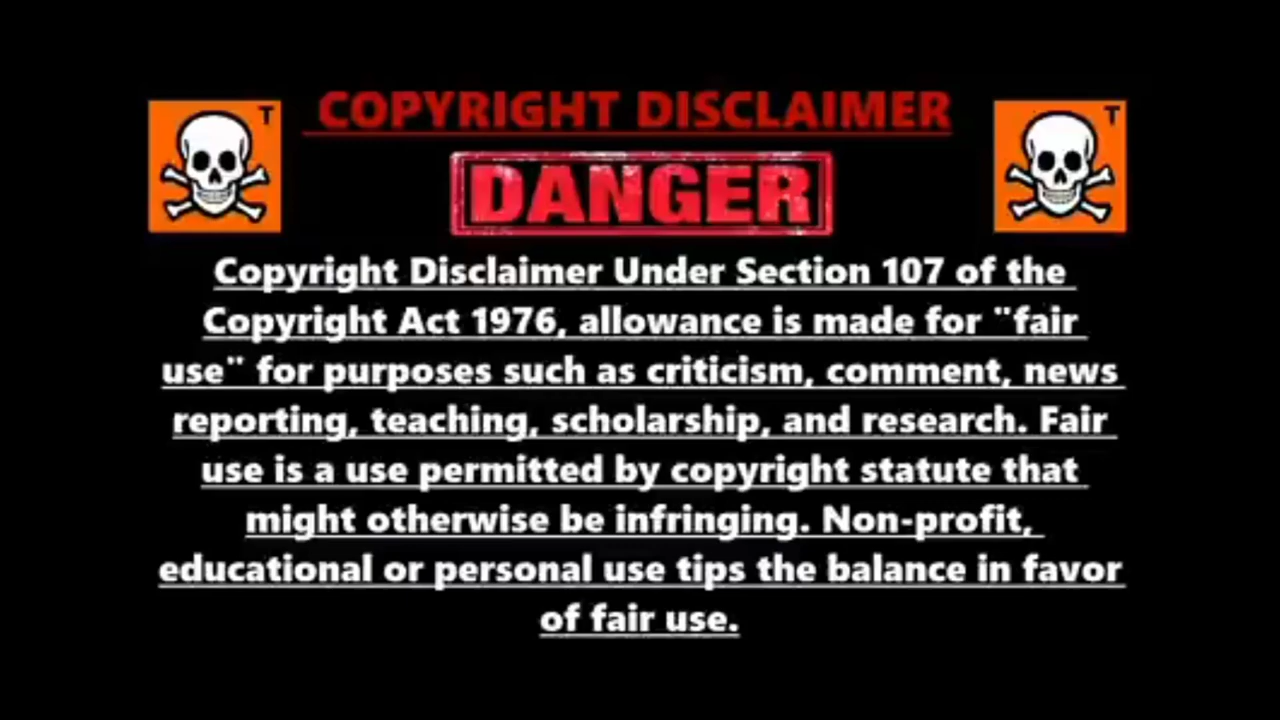 T COPYRIGHT DISCLAIMER T
DANGER
Copyright Disclaimer Under Section 107 of the
Copyright Act 1976, allowance is made for "fair
use" for purposes such as criticism, comment, news
reporting, teaching, scholarship, and research. Fair
use is a use permitted by copyright statute that
might otherwise be infringing. Non-profit,
educational or personal use tips the balance in favor
of fair use.